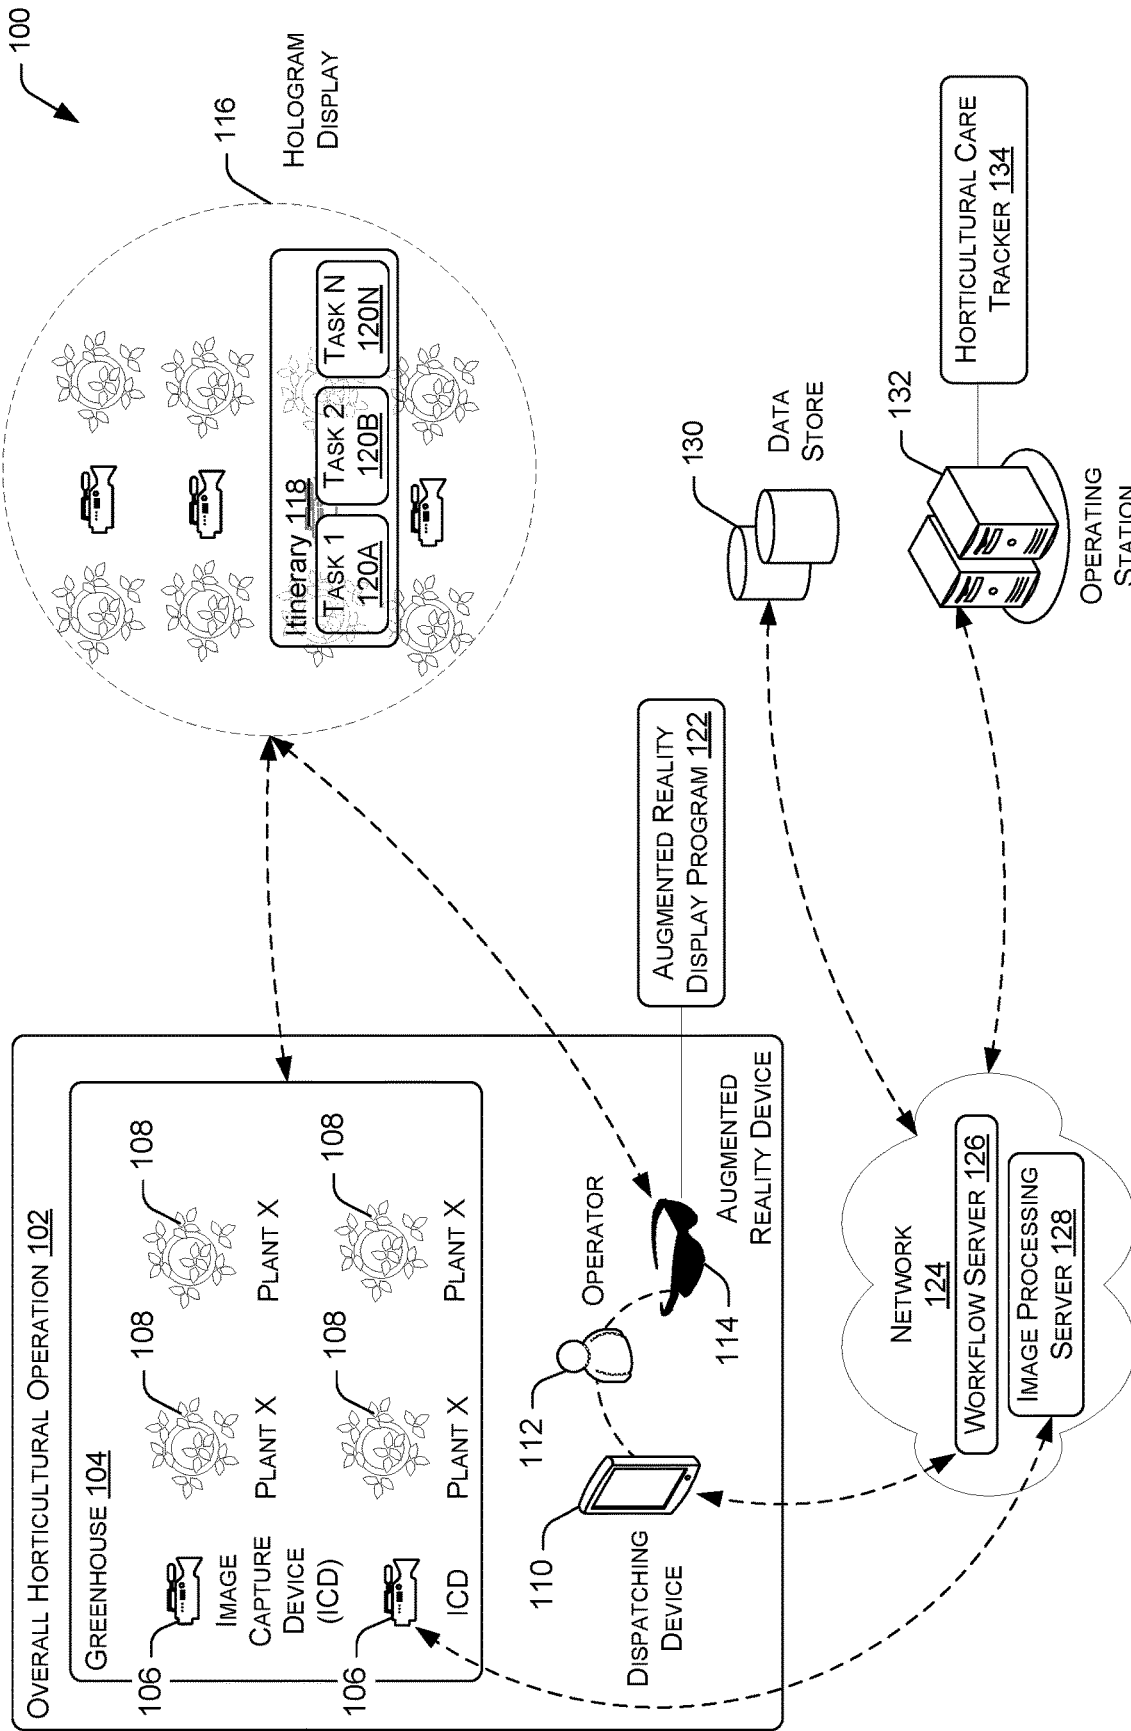 100
OVERALL HORTICULTURAL OPERATION 102
GREENHOUSE 104
106
IMAGE
CAPTURE
DEVICE
(ICD)
106
ICD
108
PLANT X
108
PLANT X
108
PLANT X
108
PLANT X
110
DISPATCHING
DEVICE
112
OPERATOR
114
AUGMENTED
REALITY DEVICE
116
HOLOGRAM
DISPLAY
Itinerary 118
TASK 1
120A
TASK 2
120B
TASK N
120N
AUGMENTED REALITY
DISPLAY PROGRAM 122
NETWORK
124
WORKFLOW SERVER 126
IMAGE PROCESSING
SERVER 128
130
DATA
STORE
132
OPERATING
STATION
HORTICULTURAL CARE
TRACKER 134